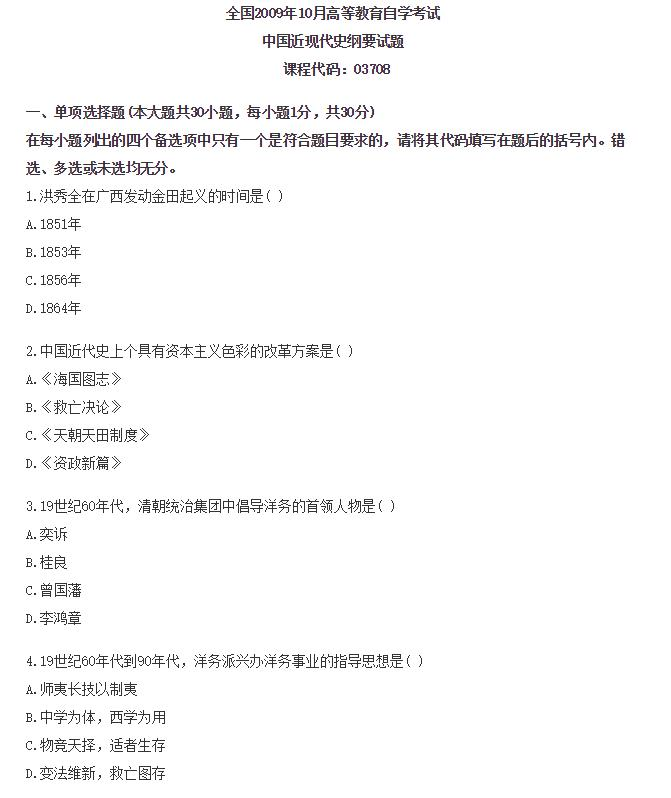 全国2009年10月高等教育自学考试
中国近现代史纲要试题
课程代码：03708
一、单项选择题(本大题共30小题，每小题1分，共30分)
在每小题列出的四个备选项中只有一个是符合题目要求的，请将其代码填写在题后的括号内。错
选、多选或未选均无分。
1.洪秀全在广西发动金田起义的时间是( )
A.1851年
B.1853年
C.1856年
D.1864年
2.中国近代史上个具有资本主义色彩的改革方案是( )
A.《海国图志》
B.《救亡决论》
C.《天朝天田制度》
D.《资政新篇》
3.19世纪60年代，清朝统治集团中倡导洋务的首领人物是( )
A.奕诉
B.桂良
C.曾国藩
D.李鸿章
4.19世纪60年代到90年代，洋务派兴办洋务事业的指导思想是( )
A.师夷长技以制夷
B.中学为体，西学为用
C.物竞天择，适者生存
D.变法维新，救亡图存